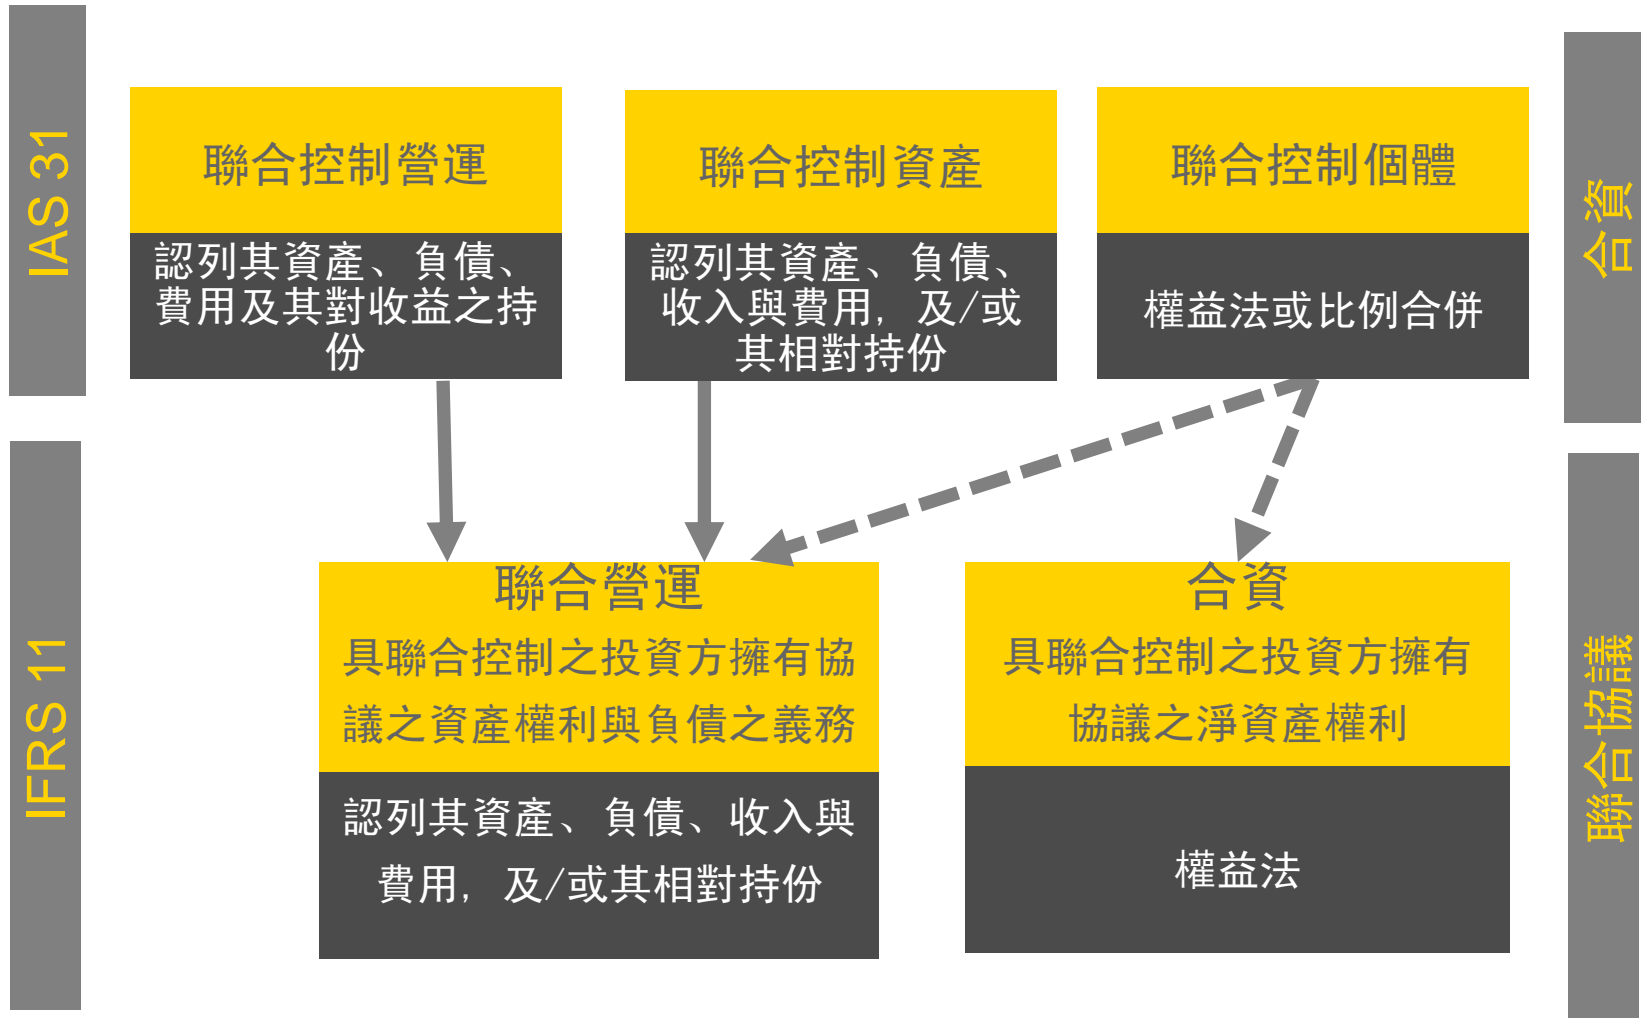 IAS 31
聯合控制營運
認列其資產、負債、
費用及其對收益之持
份
聯合控制資產
認列其資產、負債、
收入與費用, 及/或
其相對持份
聯合控制個體
權益法或比例合併
合資
IFRS 11
聯合營運
具聯合控制之投資方擁有協
議之資產權利與負債之義務
認列其資產、負債、收入與
費用, 及/或其相對持份
合資
具聯合控制之投資方擁有
協議之淨資產權利
權益法
聯合協議